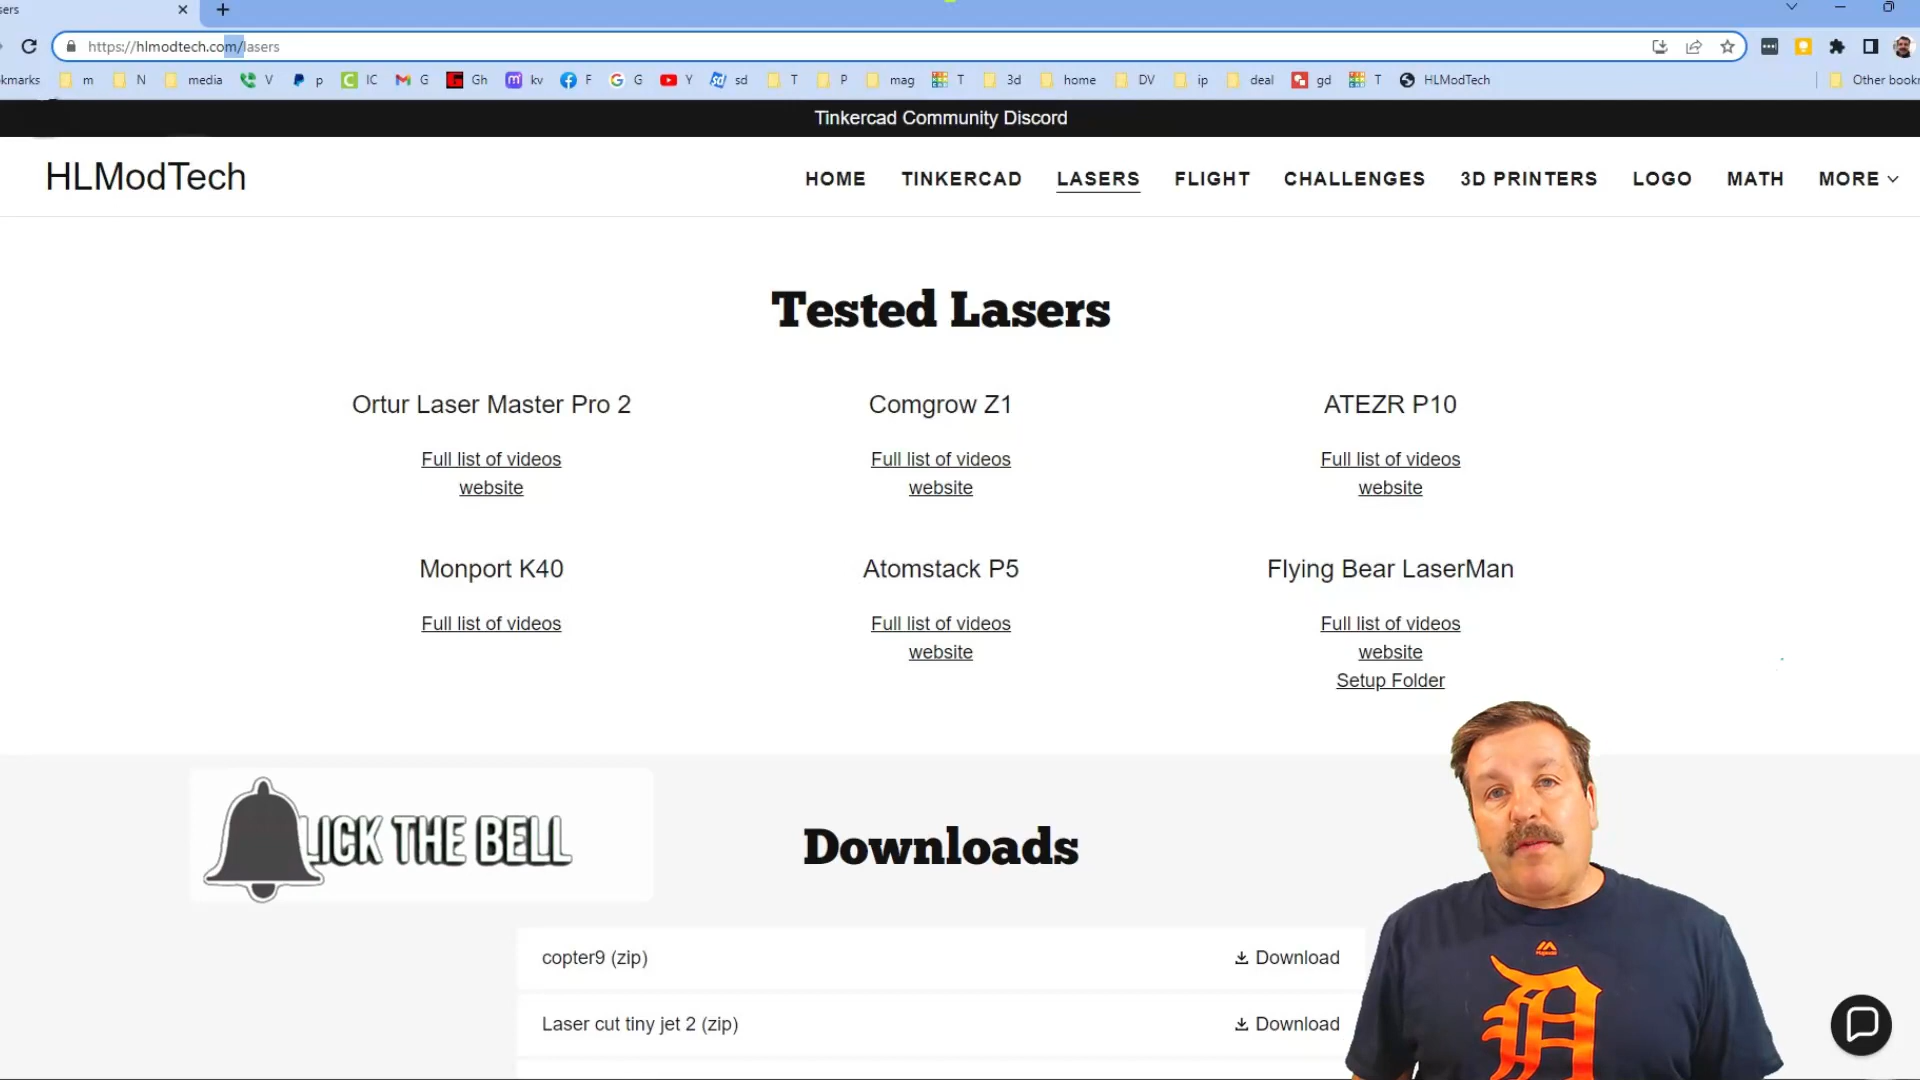 sers
https://hlmodtech.com/lasers
kmarks m N media V p IC G Gh kv F G Y sd T P mag T 3d home DV ip deal gd T HLModTech Other book
Tinkercad Community Discord
HLModTech HOME TINKERCAD LASERS FLIGHT CHALLENGES 3D PRINTERS LOGO MATH MORE
Tested Lasers
Ortur Laser Master Pro 2 Comgrow Z1 ATEZR P10
Full list of videos Full list of videos Full list of videos
website website website
Monport K40 Atomstack P5 Flying Bear LaserMan
Full list of videos Full list of videos Full list of videos
website website
Setup Folder
LICK THE BELL
Downloads
copter9 (zip) Download
Laser cut tiny jet 2 (zip) Download